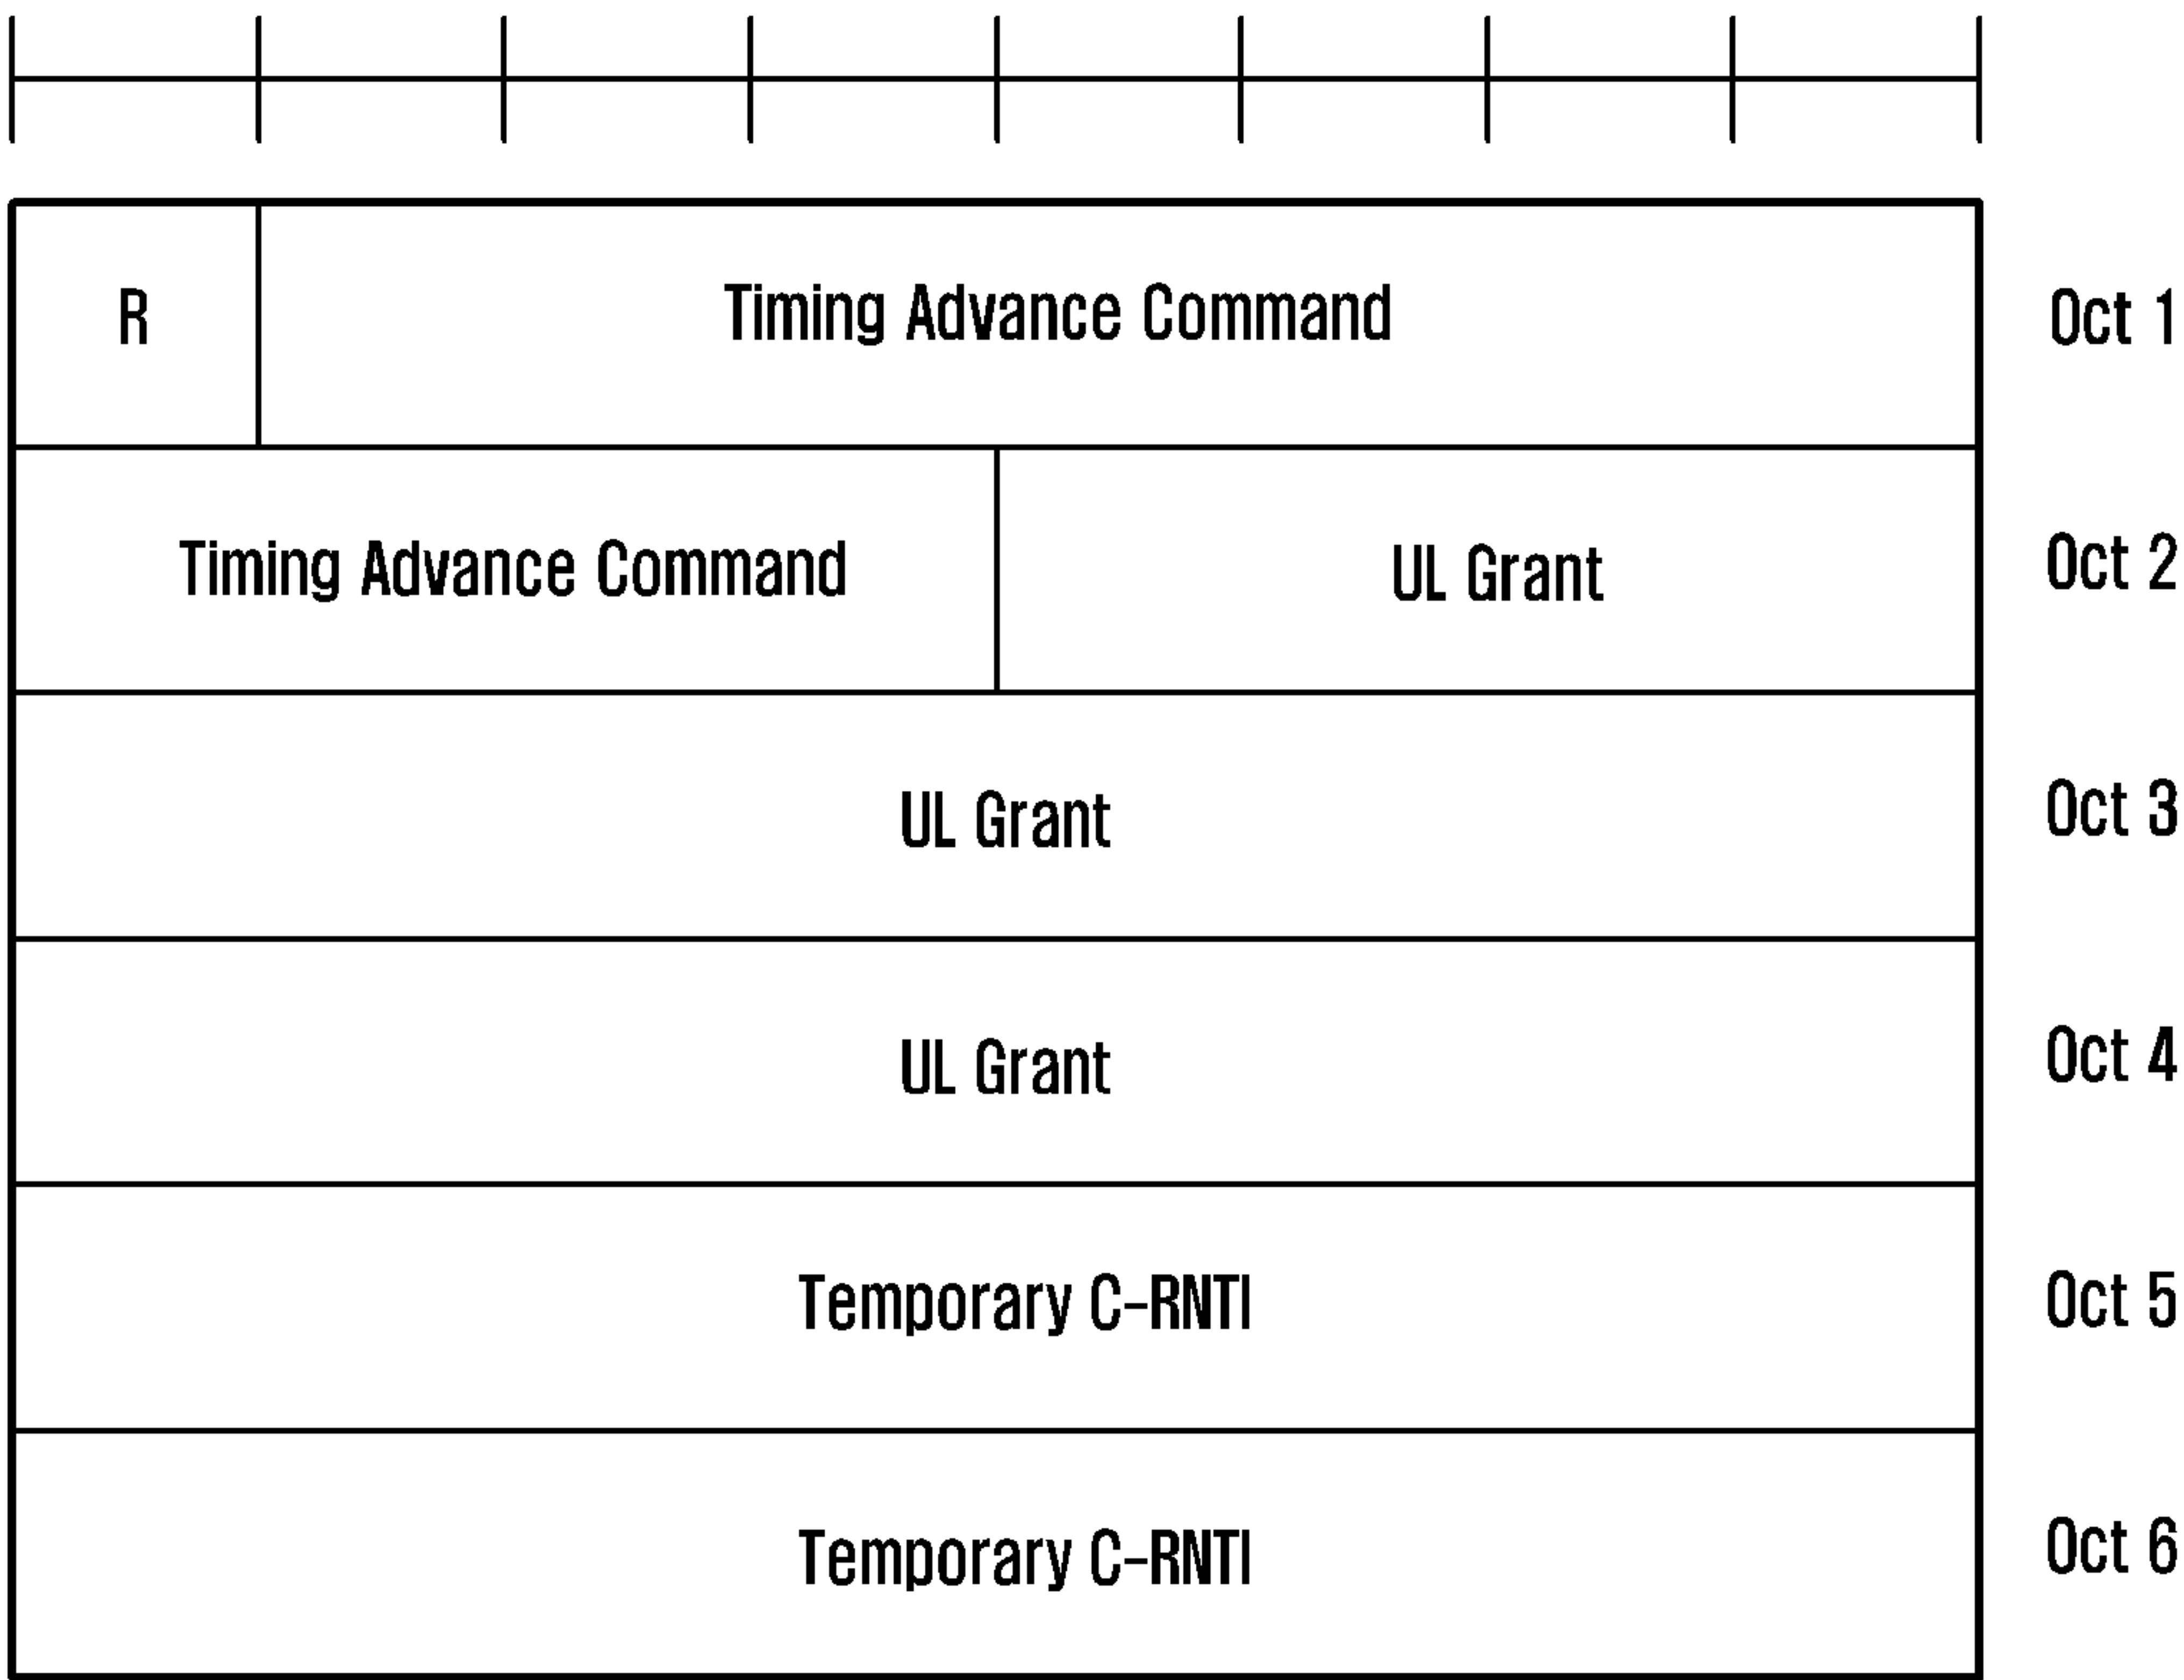 R Timing Advance Command Oct 1
Timing Advance Command UL Grant Oct 2
UL Grant Oct 3
UL Grant Oct 4
Temporary C-RNTI Oct 5
Temporary C-RNTI Oct 6